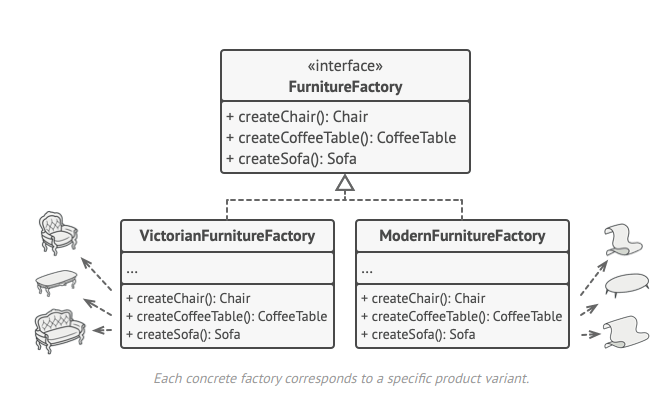 «interface»
FurnitureFactory
+ createChair(): Chair
+ createCoffeeTable(): CoffeeTable
+ createSofa(): Sofa
VictorianFurnitureFactory
...
+ createChair(): Chair
+ createCoffeeTable(): CoffeeTable
+ createSofa(): Sofa
ModernFurnitureFactory
...
+ createChair(): Chair
+ createCoffeeTable(): CoffeeTable
+ createSofa(): Sofa
Each concrete factory corresponds to a specific product variant.